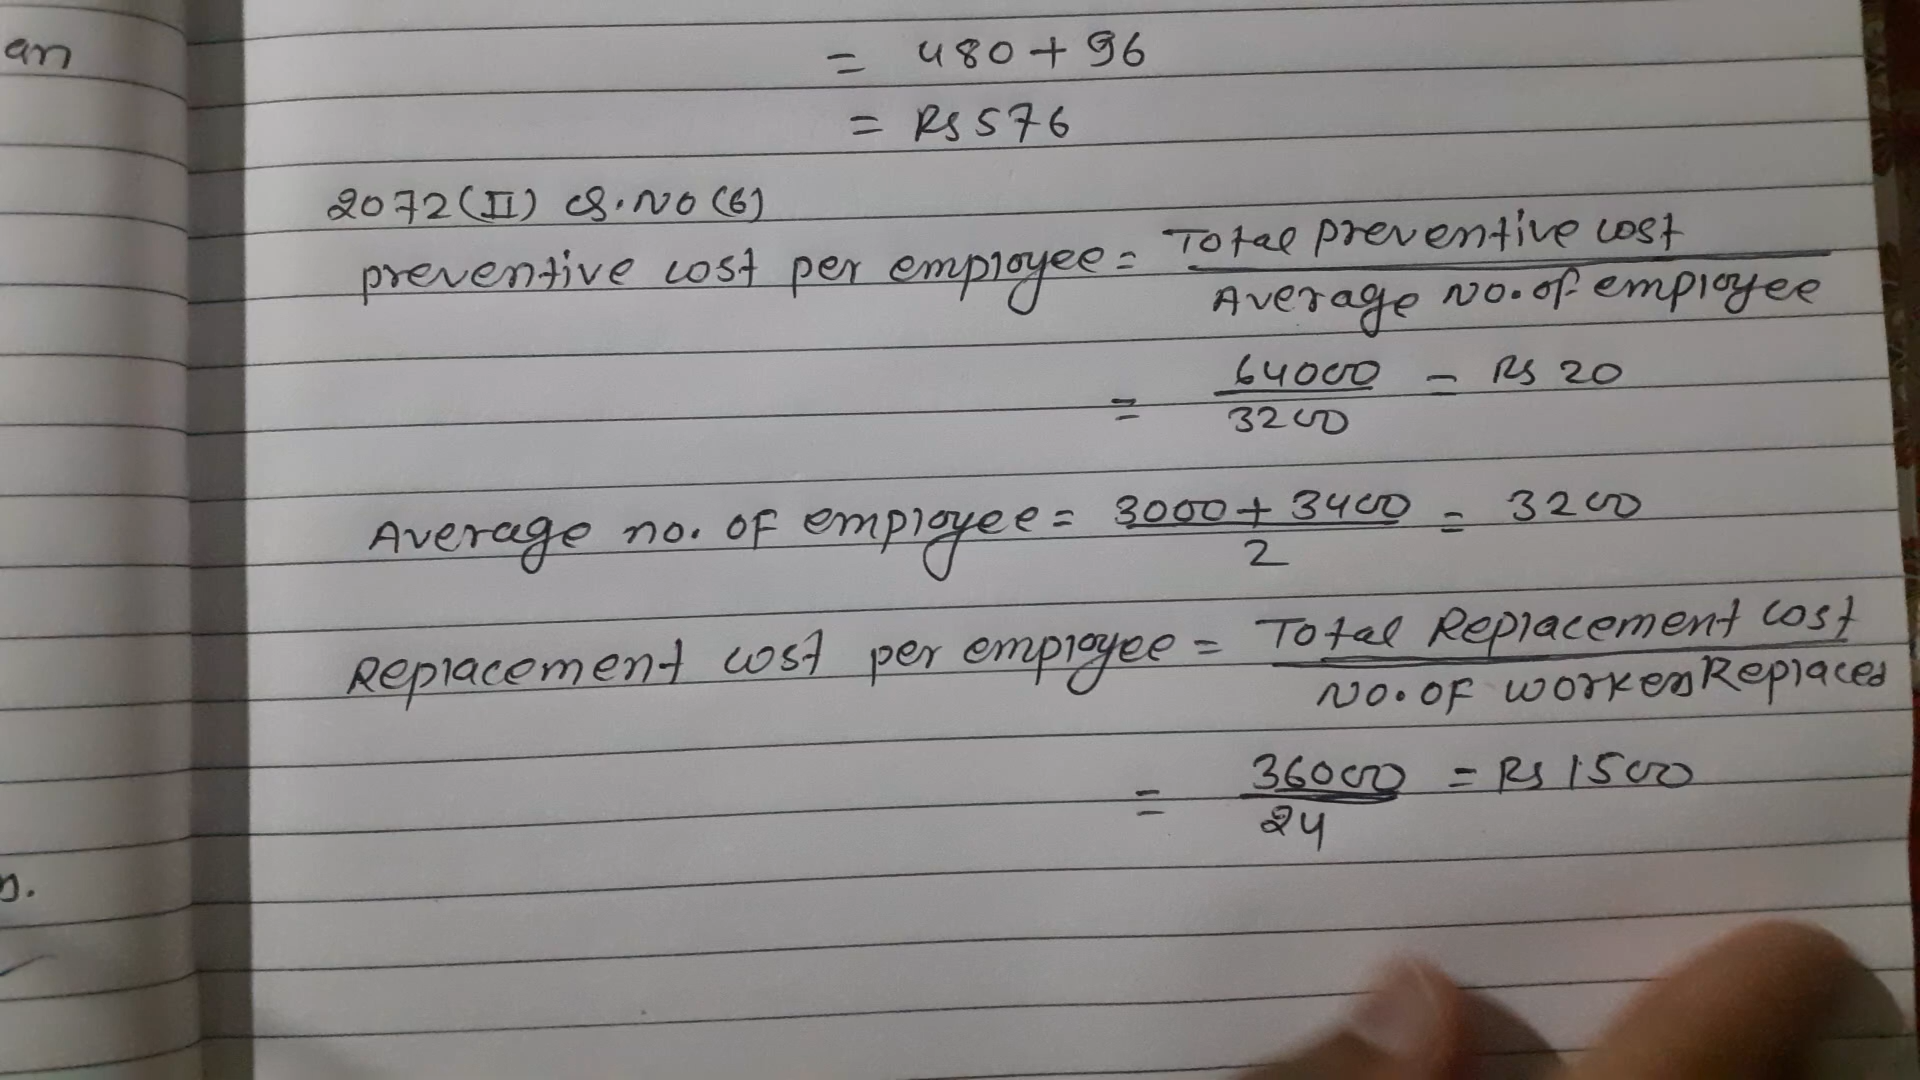 an
= 480 + 96
= Rs 576
2072 (II) Q.NO (6)
preventive cost per employee = Total preventive cost
Average NO. of employee
= 64000 = Rs 20
3200
Average no. of employee = 3000 + 3400 = 3200
2
Replacement cost per employee = Total Replacement cost
NO. OF workers Replaced
= 36000 = Rs 1500
24